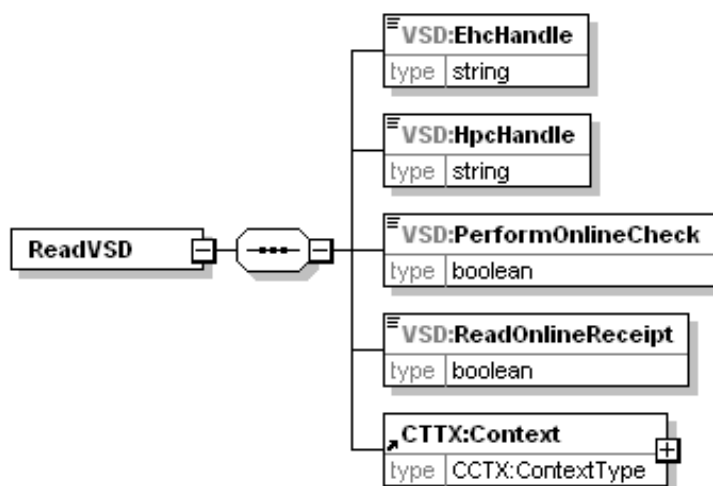 VSD:EhcHandle
type string
VSD:HpcHandle
type string
ReadVSD
VSD:PerformOnlineCheck
type boolean
VSD:ReadOnlineReceipt
type boolean
CTTX:Context
type CCTX:ContextType